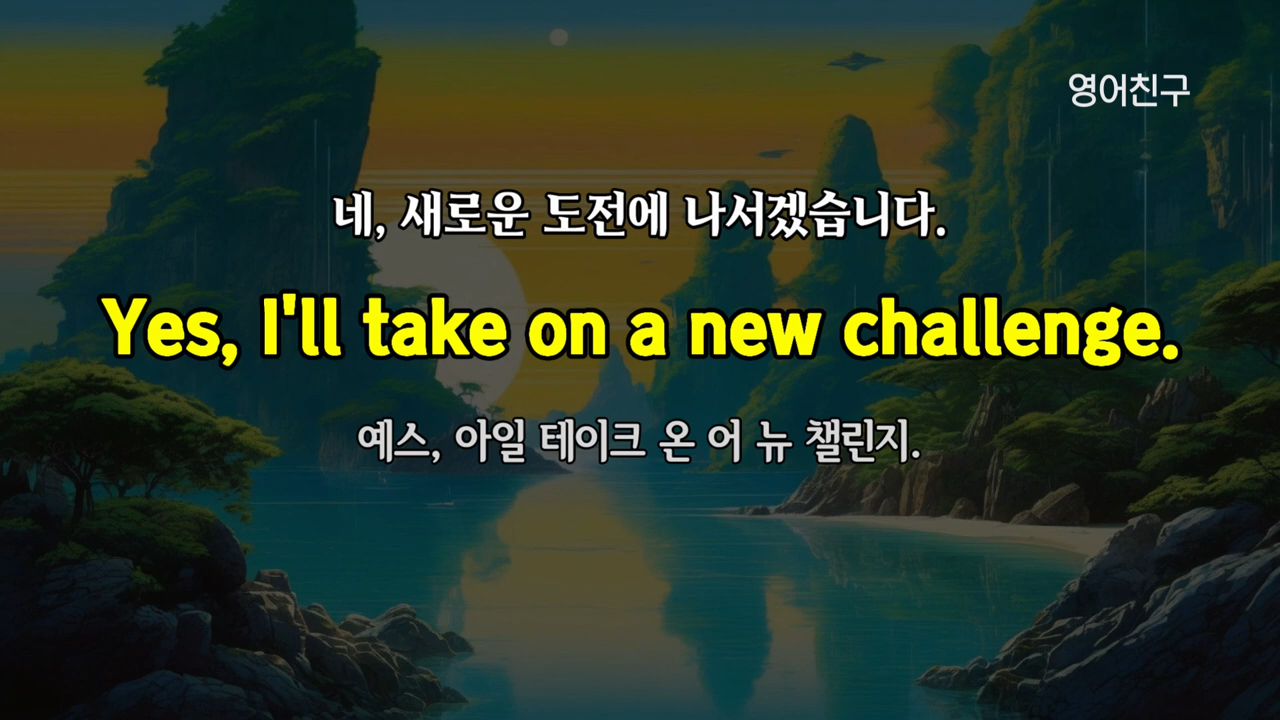 영어친구
네, 새로운 도전에 나서겠습니다.
Yes, I'll take on a new challenge.
예스, 아일 테이크 온 어 뉴 챌린지.